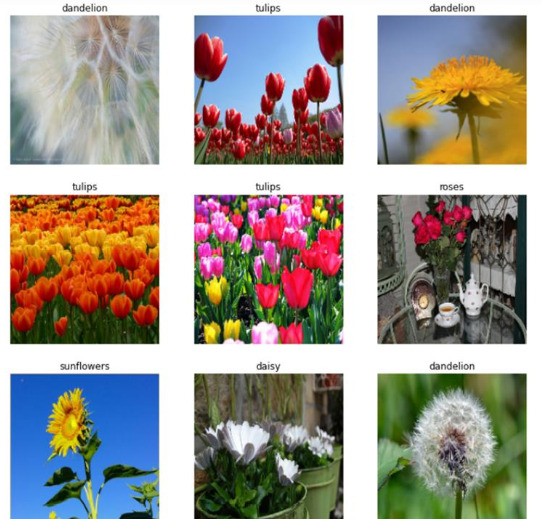 dandelion
tulips
dandelion
tulips
tulips
roses
sunflowers
daisy
dandelion